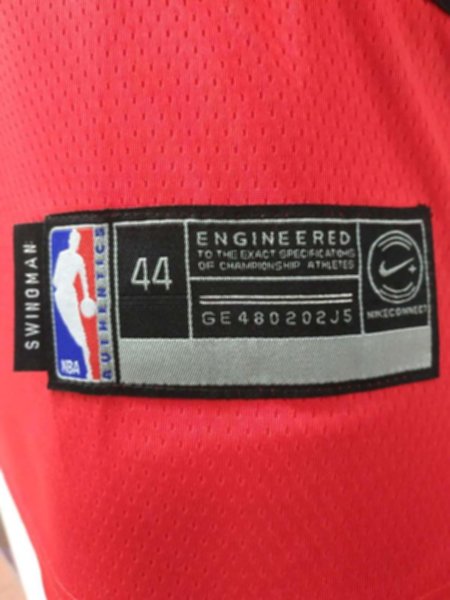 SWINGMAN
NBA
AUTHENTICS
44
ENGINEERED
TO THE EXACT SPECIFICATIONS
OF CHAMPIONSHIP ATHLETES
GE480202J5
NIKECONNECT